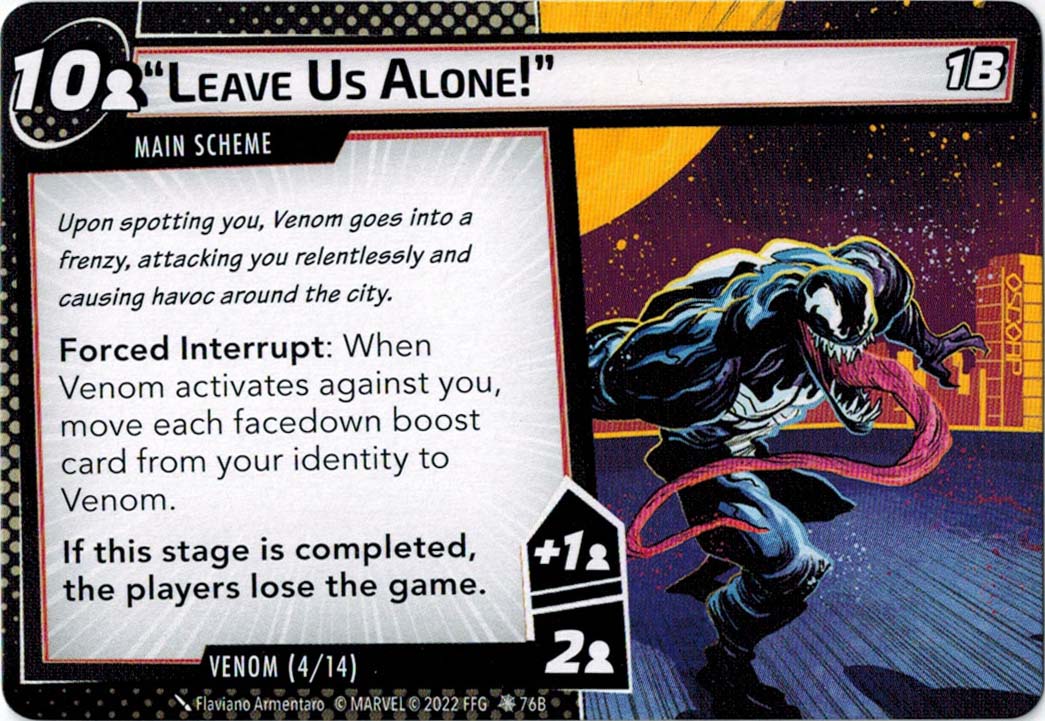 10
“LEAVE US ALONE!”
1B
MAIN SCHEME
Upon spotting you, Venom goes into a
frenzy, attacking you relentlessly and
causing havoc around the city.
Forced Interrupt: When
Venom activates against you,
move each facedown boost
card from your identity to
Venom.
If this stage is completed,
the players lose the game.
+1
2
VENOM (4/14)
Flaviano Armentaro © MARVEL © 2022 FFG 76B